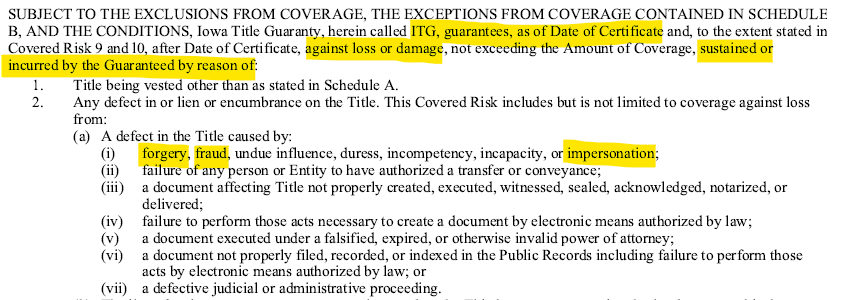 SUBJECT TO THE EXCLUSIONS FROM COVERAGE, THE EXCEPTIONS FROM COVERAGE CONTAINED IN SCHEDULE
B, AND THE CONDITIONS, Iowa Title Guaranty, herein called ITG, guarantees, as of Date of Certificate and, to the extent stated in
Covered Risk 9 and 10, after Date of Certificate, against loss or damage, not exceeding the Amount of Coverage, sustained or
incurred by the Guaranteed by reason of:
1. Title being vested other than as stated in Schedule A.
2. Any defect in or lien or encumbrance on the Title. This Covered Risk includes but is not limited to coverage against loss
from:
(a) A defect in the Title caused by:
(i) forgery, fraud, undue influence, duress, incompetency, incapacity, or impersonation;
(ii) failure of any person or Entity to have authorized a transfer or conveyance;
(iii) a document affecting Title not properly created, executed, witnessed, sealed, acknowledged, notarized, or
delivered;
(iv) failure to perform those acts necessary to create a document by electronic means authorized by law;
(v) a document executed under a falsified, expired, or otherwise invalid power of attorney;
(vi) a document not properly filed, recorded, or indexed in the Public Records including failure to perform those
acts by electronic means authorized by law; or
(vii) a defective judicial or administrative proceeding.